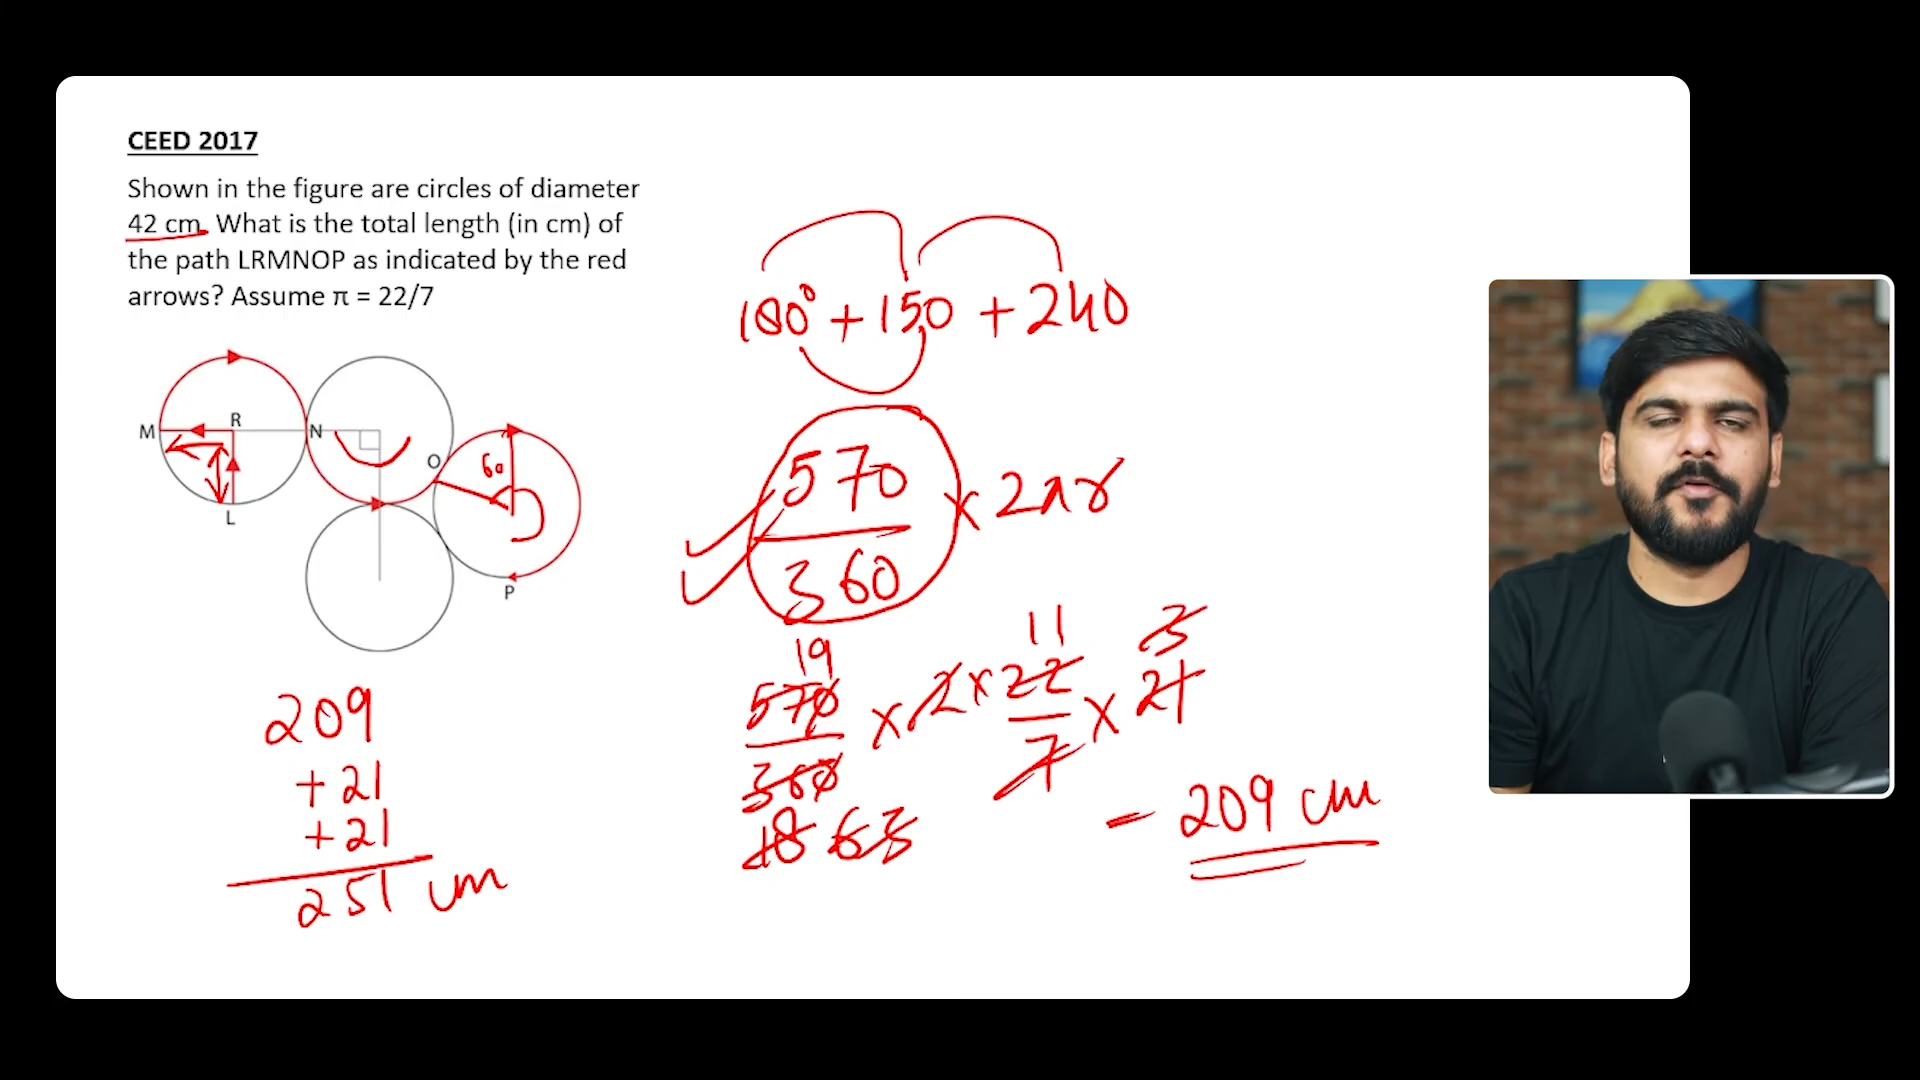 CEED 2017
Shown in the figure are circles of diameter
42 cm. What is the total length (in cm) of
the path LRMNOP as indicated by the red
arrows? Assume π = 22/7
M
R
N
O
60
L
P
180° + 150 + 240
570
360
× 2πr
19
570
360
18 6 3
× 2 × 22
11
7
× 21
3
- 209 cm
209
+ 21
+ 21
251 cm